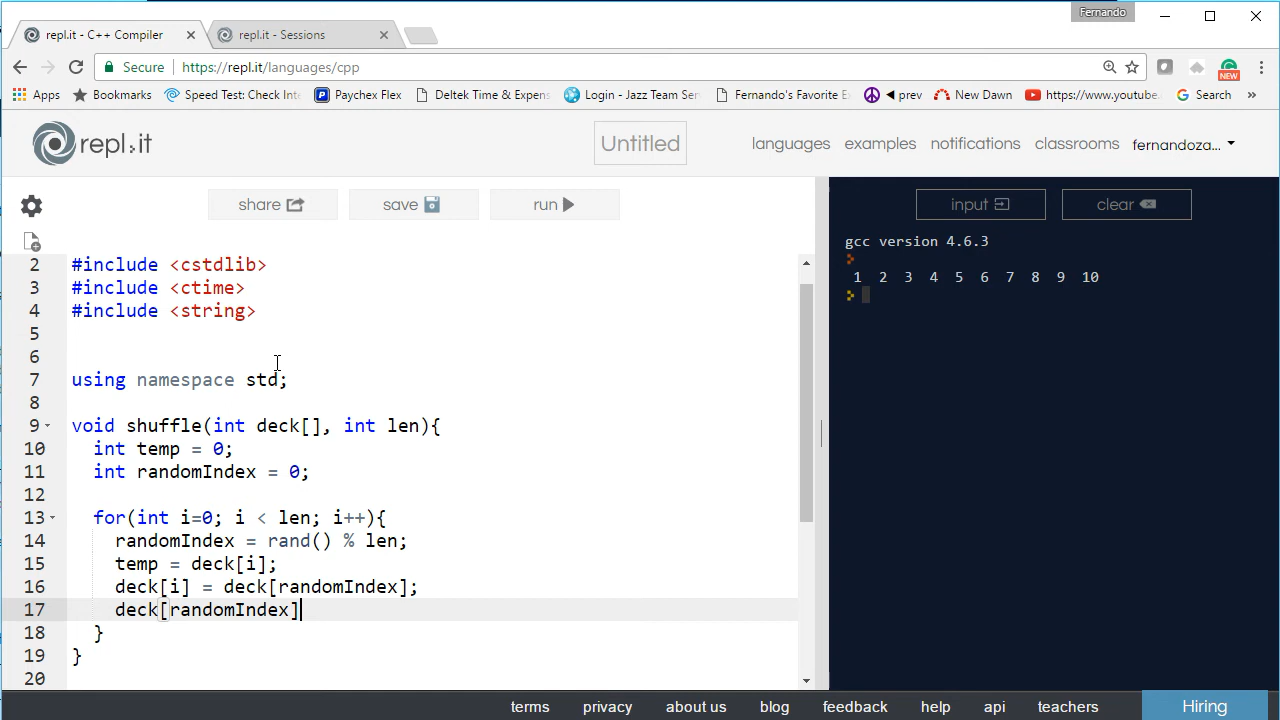 Fernando
repl.it - C++ Compiler
repl.it - Sessions
Secure https://repl.it/languages/cpp
NEW
Apps Bookmarks Speed Test: Check Inte Paychex Flex Deltek Time & Expens Login - Jazz Team Ser Fernando's Favorite E prev New Dawn https://www.youtube. Search »
repl.it Untitled languages examples notifications classrooms fernandoza...
share save run input clear
gcc version 4.6.3
1 2 3 4 5 6 7 8 9 10
2 #include <cstdlib>
3 #include <ctime>
4 #include <string>
5
6
7 using namespace std;
8
9 void shuffle(int deck[], int len){
10 int temp = 0;
11 int randomIndex = 0;
12
13 for(int i=0; i < len; i++){
14 randomIndex = rand() % len;
15 temp = deck[i];
16 deck[i] = deck[randomIndex];
17 deck[randomIndex]
18 }
19 }
20
terms privacy about us blog feedback help api teachers Hiring